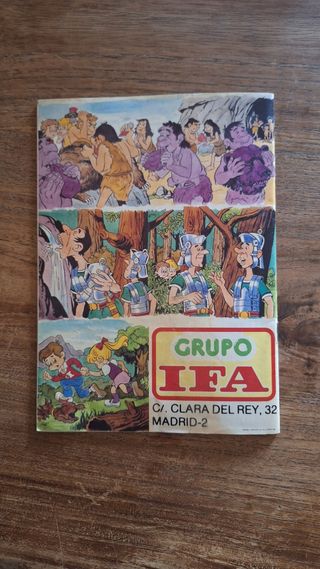 GRUPO
IFA
C/. CLARA DEL REY, 32
MADRID-2